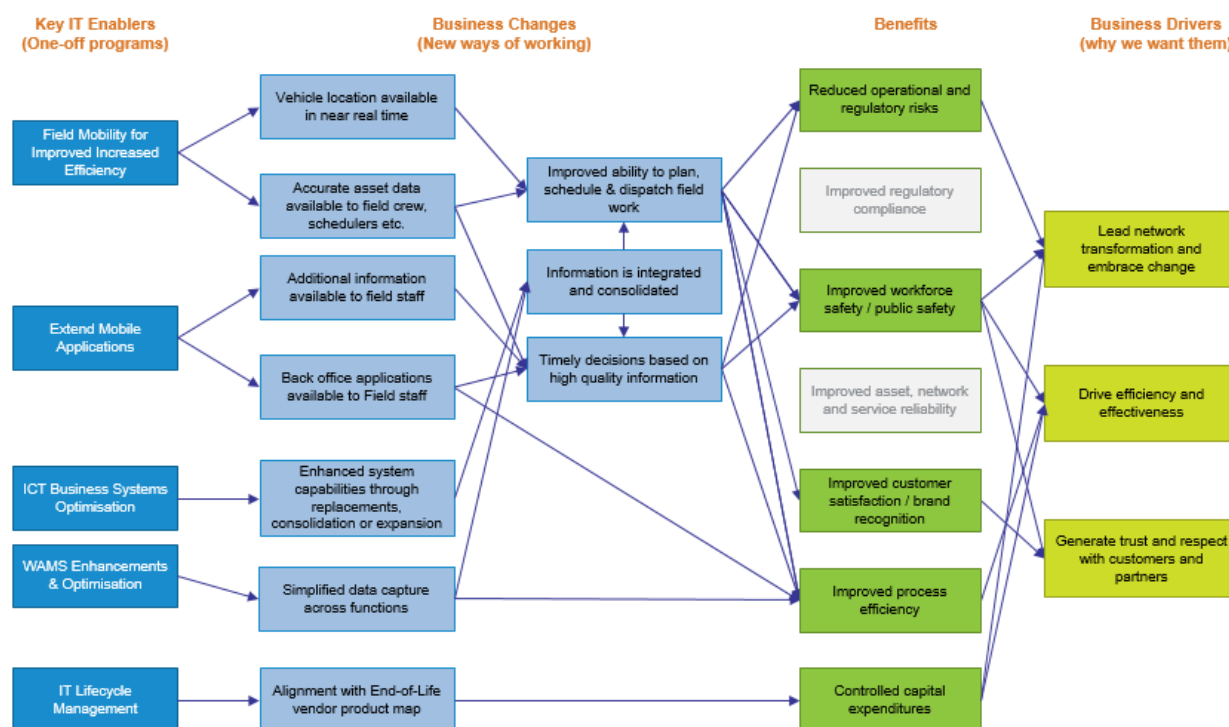 Key IT Enablers
(One-off programs)
Business Changes
(New ways of working)
Benefits
Business Drivers
(why we want them)
Field Mobility for
Improved Increased
Efficiency
Extend Mobile
Applications
ICT Business Systems
Optimisation
WAMS Enhancements
& Optimisation
IT Lifecycle
Management
Vehicle location available
in near real time
Accurate asset data
available to field crew,
schedulers etc.
Additional information
available to field staff
Back office applications
available to Field staff
Enhanced system
capabilities through
replacements,
consolidation or expansion
Simplified data capture
across functions
Alignment with End-of-Life
vendor product map
Improved ability to plan,
schedule & dispatch field
work
Information is integrated
and consolidated
Timely decisions based on
high quality information
Reduced operational and
regulatory risks
Improved regulatory
compliance
Improved workforce
safety / public safety
Improved asset, network
and service reliability
Improved customer
satisfaction / brand
recognition
Improved process
efficiency
Controlled capital
expenditures
Lead network
transformation and
embrace change
Drive efficiency and
effectiveness
Generate trust and respect
with customers and
partners